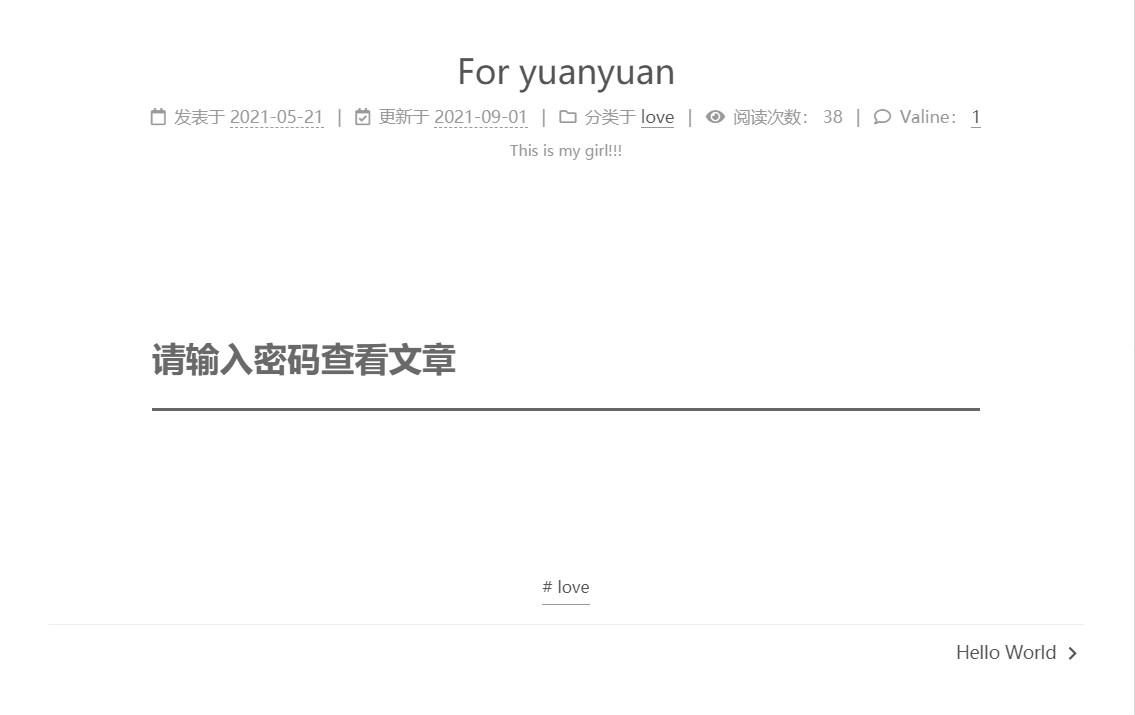 For yuanyuan
发表于 2021-05-21 | 更新于 2021-09-01 | 分类于 love | 阅读次数： 38 | Valine： 1
This is my girl!!!
请输入密码查看文章
# love
Hello World